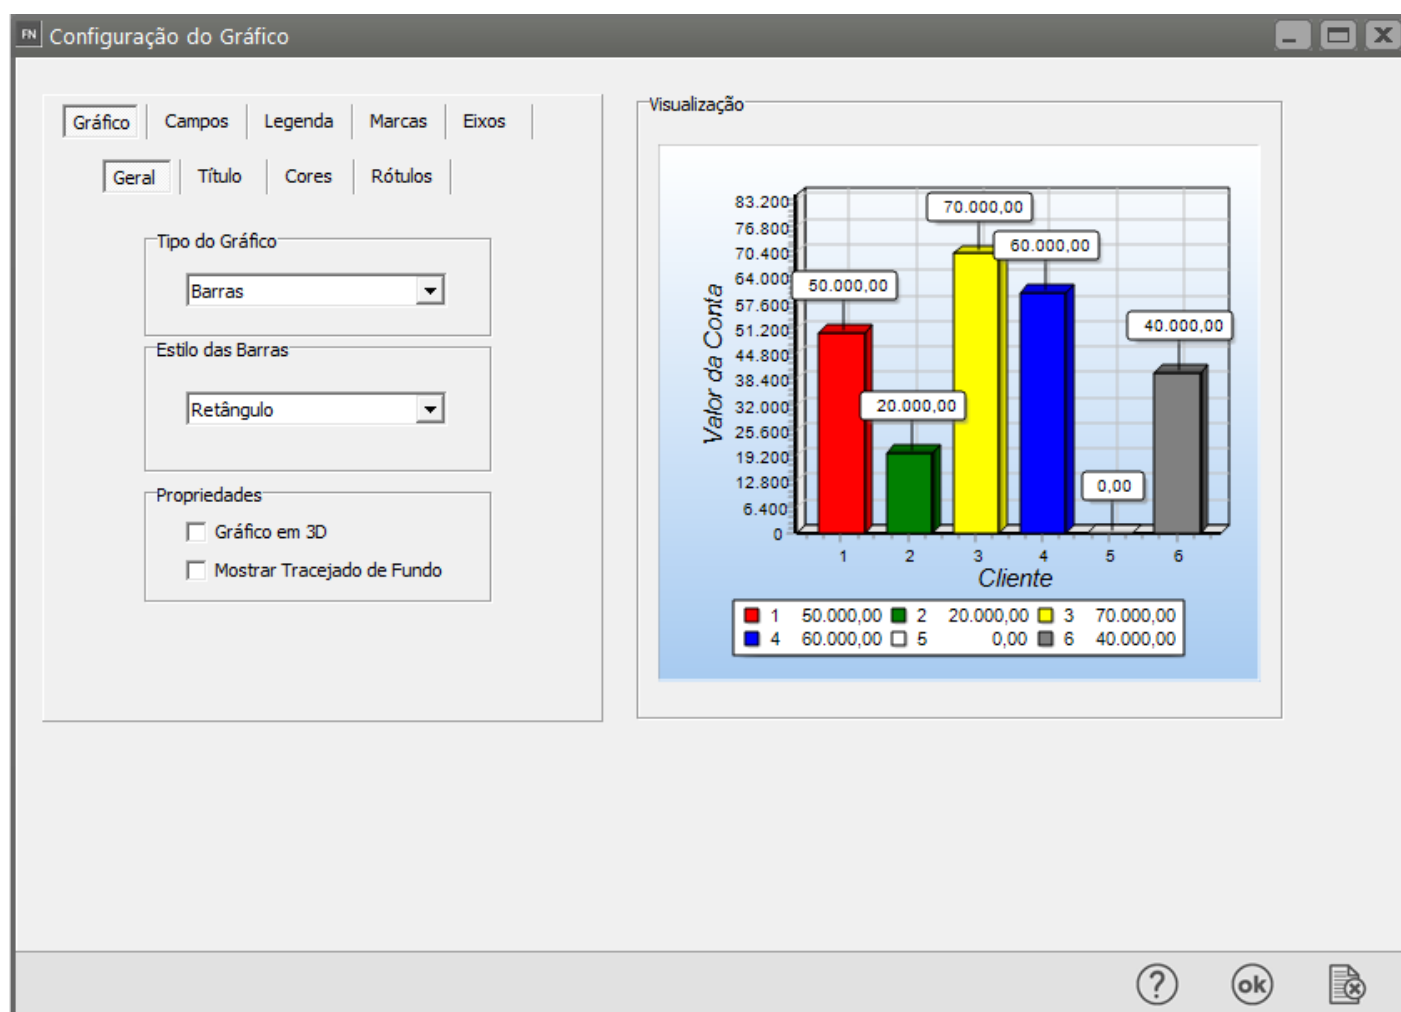 FN Configuração do Gráfico
Gráfico Campos Legenda Marcas Eixos
Geral Título Cores Rótulos
Tipo do Gráfico
Barras
Estilo das Barras
Retângulo
Propriedades
Gráfico em 3D
Mostrar Tracejado de Fundo
Visualização
83.200
76.800
70.400
64.000
57.600
51.200
44.800
38.400
32.000
25.600
19.200
12.800
6.400
0
Valor da Conta
50.000,00
20.000,00
70.000,00
60.000,00
0,00
40.000,00
1 2 3 4 5 6
Cliente
1 50.000,00 2 20.000,00 3 70.000,00
4 60.000,00 5 0,00 6 40.000,00
? ok